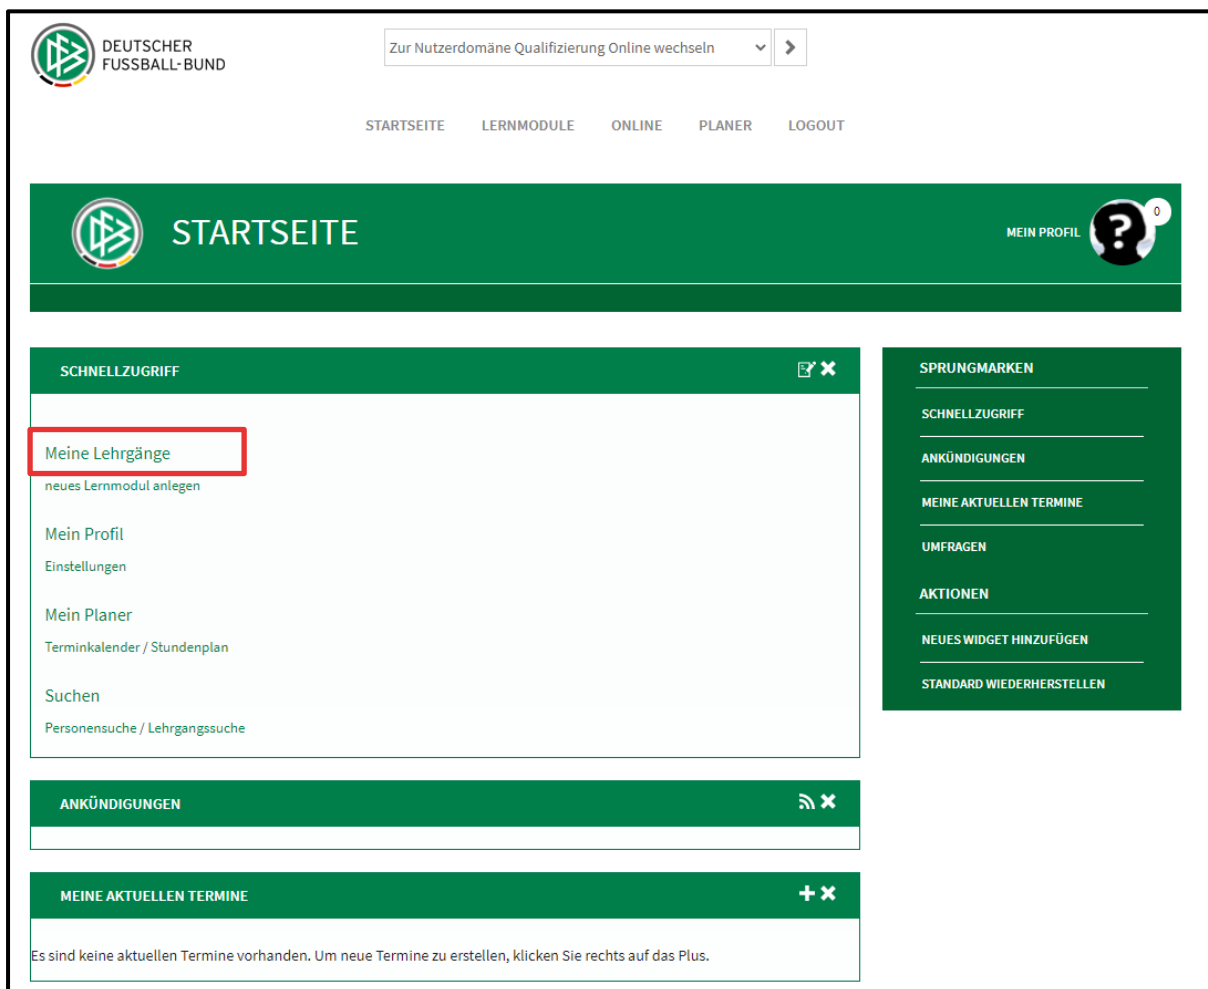 DEUTSCHER
FUSSBALL-BUND
Zur Nutzerdomäne Qualifizierung Online wechseln
STARTSEITE LERNMODULE ONLINE PLANER LOGOUT
STARTSEITE
MEIN PROFIL
0
SCHNELLZUGRIFF
Meine Lehrgänge
neues Lernmodul anlegen
Mein Profil
Einstellungen
Mein Planer
Terminkalender / Stundenplan
Suchen
Personensuche / Lehrgangssuche
ANKÜNDIGUNGEN
MEINE AKTUELLEN TERMINE
Es sind keine aktuellen Termine vorhanden. Um neue Termine zu erstellen, klicken Sie rechts auf das Plus.
SPRUNGMARKEN
SCHNELLZUGRIFF
ANKÜNDIGUNGEN
MEINE AKTUELLEN TERMINE
UMFRAGEN
AKTIONEN
NEUES WIDGET HINZUFÜGEN
STANDARD WIEDERHERSTELLEN